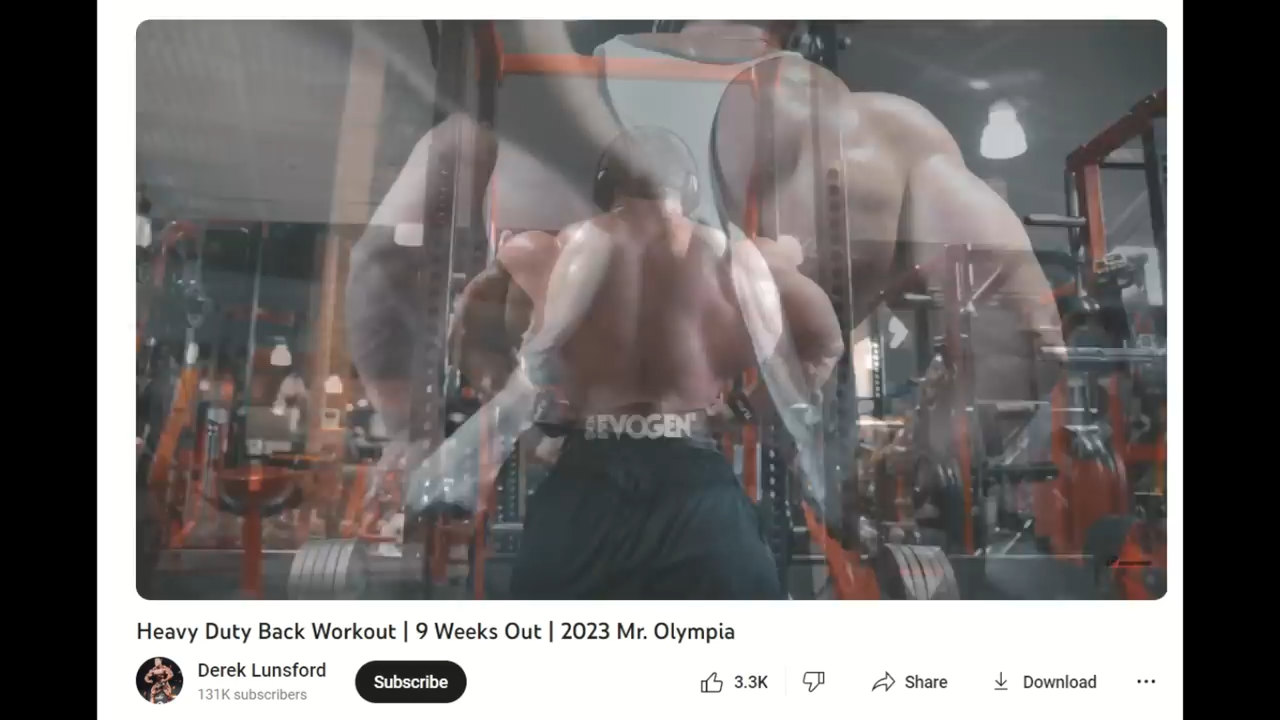 EVOGEN
Heavy Duty Back Workout | 9 Weeks Out | 2023 Mr. Olympia
Derek Lunsford
131K subscribers
Subscribe
3.3K
Share
Download